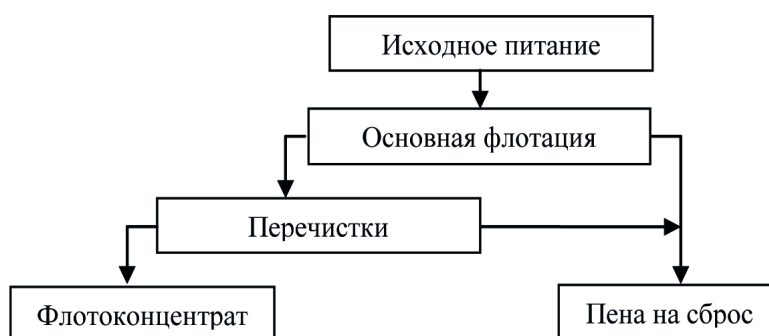 Исходное питание
Основная флотация
Перечистки
Флотоконцентрат
Пена на сброс